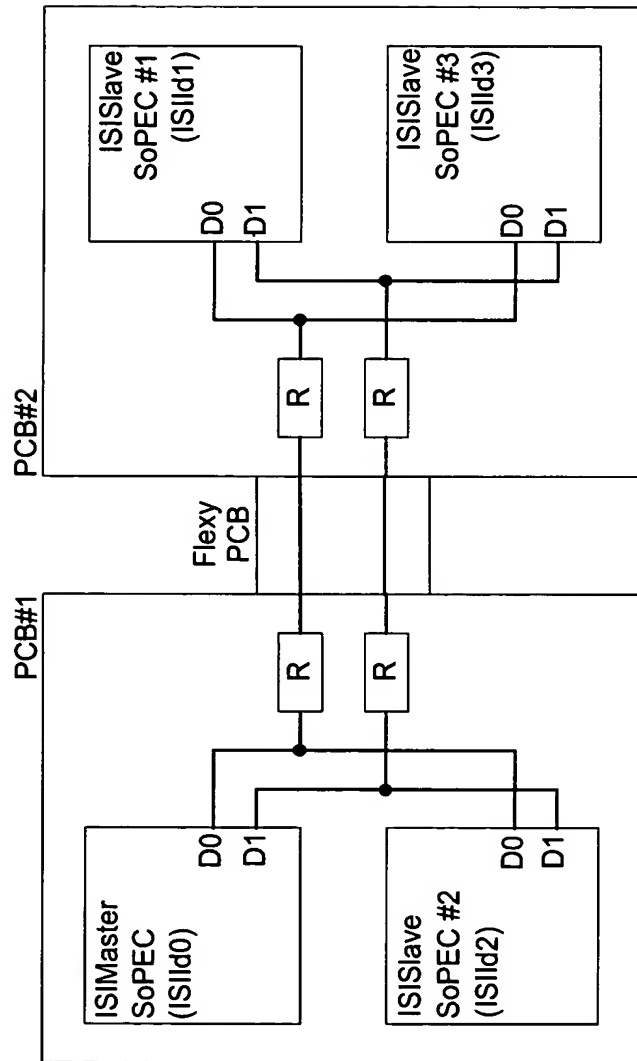 PCB#1
ISIMaster
SoPEC
(ISIId0)
D0
D1
ISISlave
SoPEC #2
(ISIId2)
D0
D1
R
R
Flexy
PCB
PCB#2
R
R
ISISlave
SoPEC #1
(ISIId1)
D0
D1
ISISlave
SoPEC #3
(ISIId3)
D0
D1